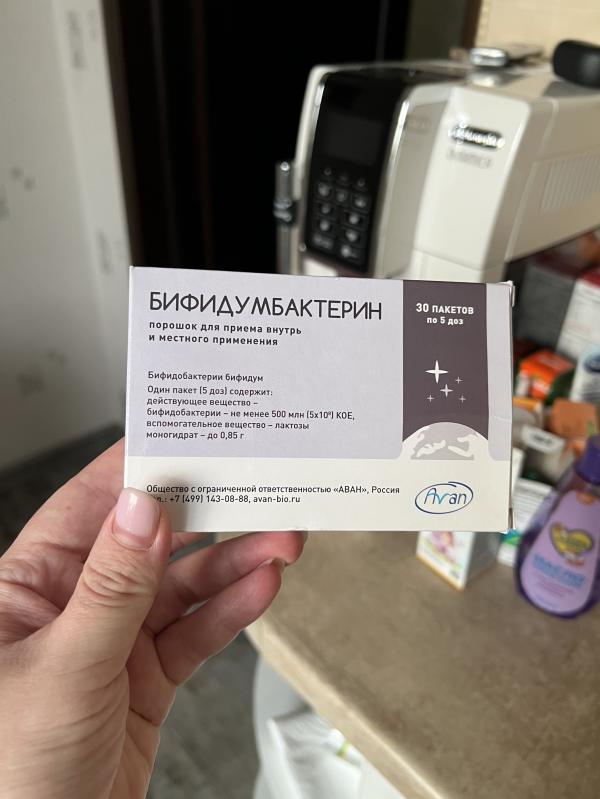 БИФИДУМБАКТЕРИН
порошок для приема внутрь
и местного применения
30 ПАКЕТОВ
по 5 доз
Бифидобактерии бифидум
Один пакет (5 доз) содержит:
действующее вещество –
бифидобактерии – не менее 500 млн (5х10⁸) КОЕ,
вспомогательное вещество – лактозы
моногидрат – до 0,85 г
Общество с ограниченной ответственностью «АВАН», Россия
л.: +7 (499) 143-08-88, avan-bio.ru
Avan
МАСЛО